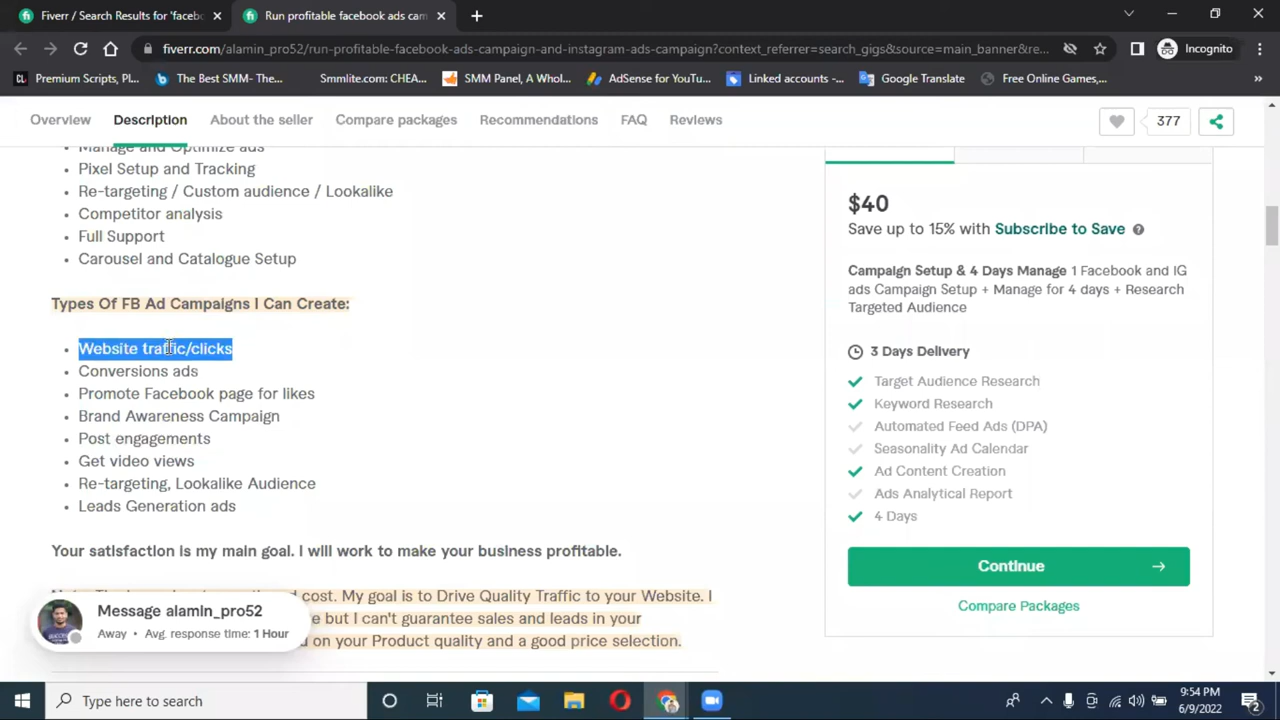 Fiverr / Search Results for 'facebo
Run profitable facebook ads cam
fiverr.com/alamin_pro52/run-profitable-facebook-ads-campaign-and-instagram-ads-campaign?context_referrer=search_gigs&source=main_banner&re...
Incognito
Premium Scripts, Pl...
The Best SMM- The...
Smmlite.com: CHEA...
SMM Panel, A Whol...
AdSense for YouTu...
Linked accounts -...
Google Translate
Free Online Games,...
»
Overview
Description
About the seller
Compare packages
Recommendations
FAQ
Reviews
377
Manage and Optimize ads
• Pixel Setup and Tracking
• Re-targeting / Custom audience / Lookalike
• Competitor analysis
• Full Support
• Carousel and Catalogue Setup
Types Of FB Ad Campaigns I Can Create:
• Website traffic/clicks
• Conversions ads
• Promote Facebook page for likes
• Brand Awareness Campaign
• Post engagements
• Get video views
• Re-targeting, Lookalike Audience
• Leads Generation ads
Your satisfaction is my main goal. I will work to make your business profitable.
cost. My goal is to Drive Quality Traffic to your Website. I
but I can't guarantee sales and leads in your
on your Product quality and a good price selection.
Message alamin_pro52
Away • Avg. response time: 1 Hour
$40
Save up to 15% with Subscribe to Save
Campaign Setup & 4 Days Manage 1 Facebook and IG
ads Campaign Setup + Manage for 4 days + Research
Targeted Audience
3 Days Delivery
Target Audience Research
Keyword Research
Automated Feed Ads (DPA)
Seasonality Ad Calendar
Ad Content Creation
Ads Analytical Report
4 Days
Continue
Compare Packages
Type here to search
9:54 PM
6/9/2022
2